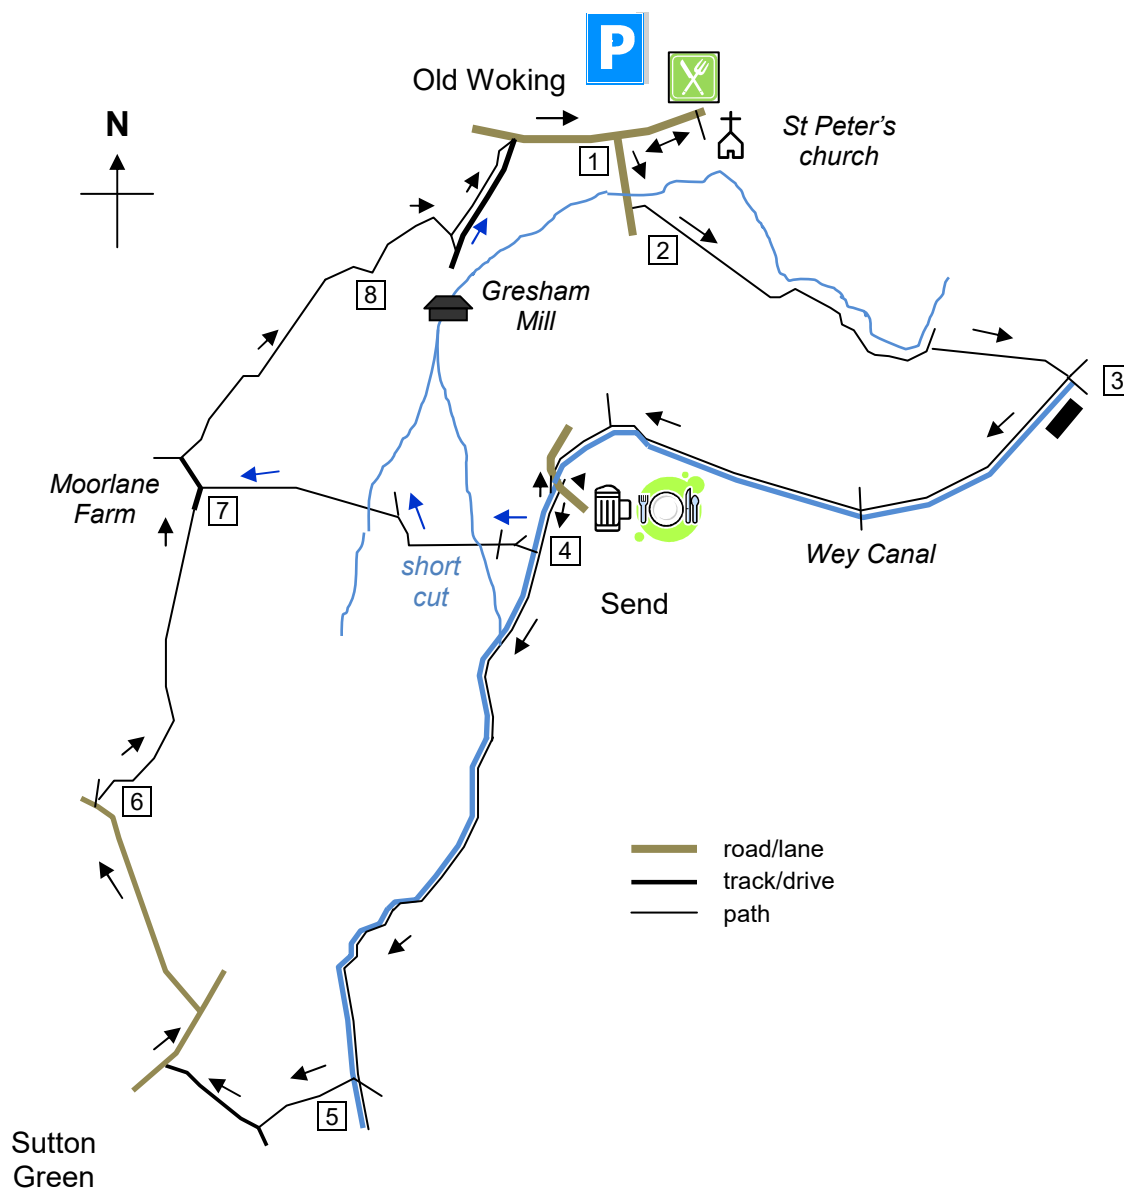 P
Old Woking
N
St Peter's
church
1
2
Gresham
Mill
8
3
Moorlane
Farm
7
short
cut
4
Wey Canal
Send
6
road/lane
track/drive
path
5
Sutton
Green